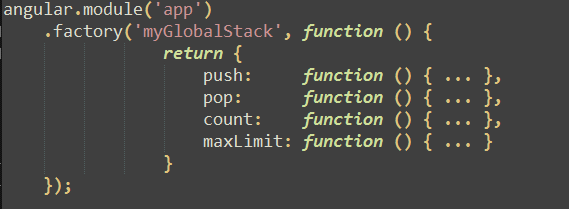 angular.module('app')
.factory('myGlobalStack', function () {
return {
push: function () { ... },
pop: function () { ... },
count: function () { ... },
maxLimit: function () { ... }
}
});